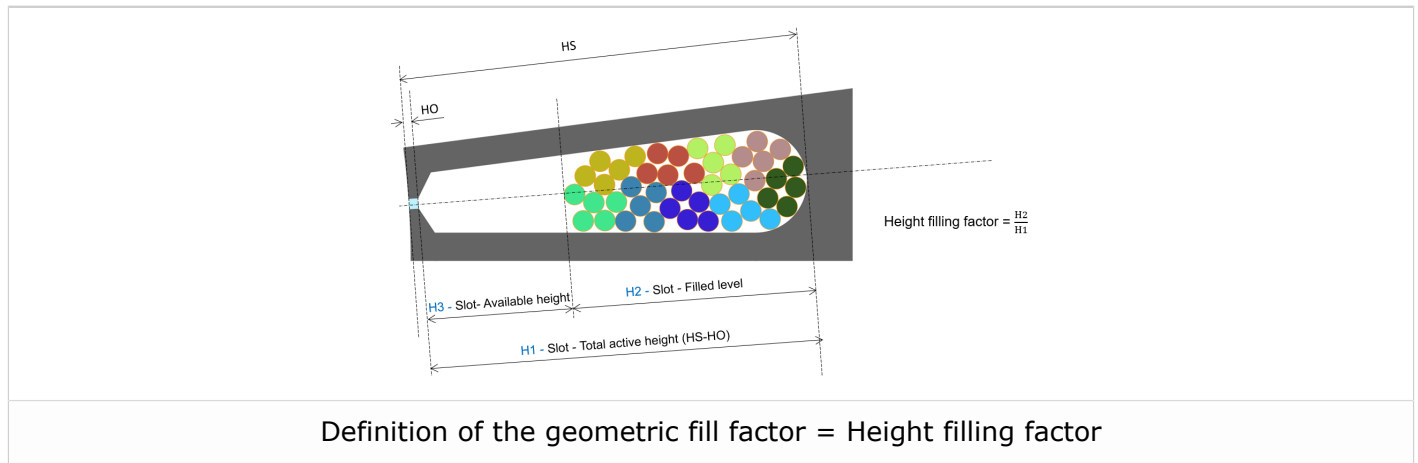 HS
HO
Height filling factor = H2/H1
H3 - Slot- Available height
H2 - Slot - Filled level
H1 - Slot - Total active height (HS-HO)
Definition of the geometric fill factor = Height filling factor